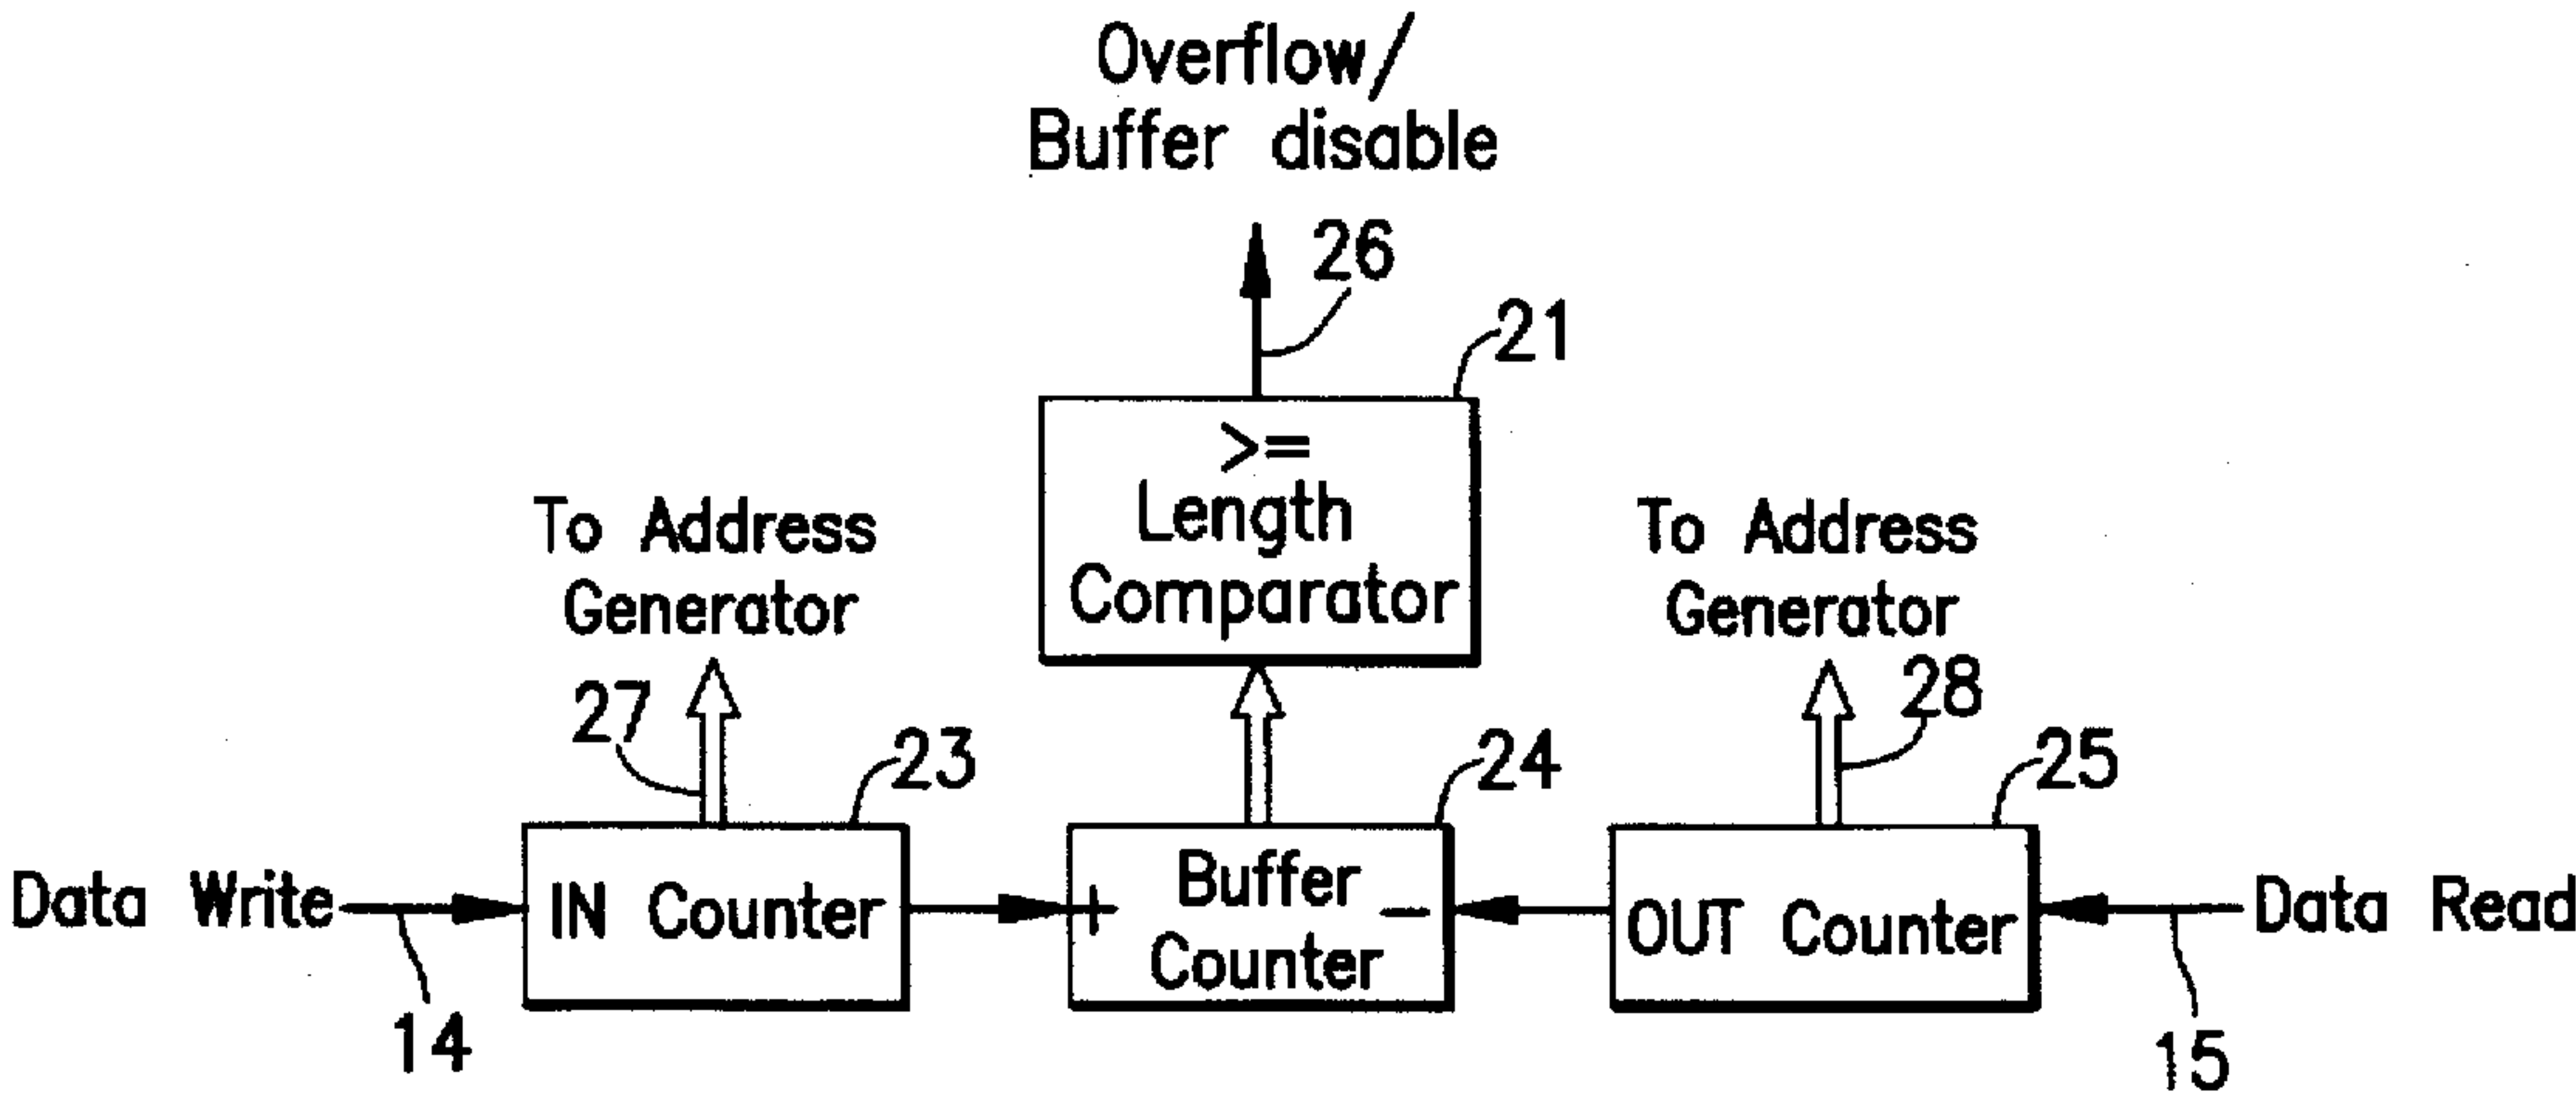 Overflow/
Buffer disable
26
21
>=
Length
Comparator
To Address
Generator
To Address
Generator
27
28
23
24
25
Data Write
IN Counter
+
Buffer
Counter
-
OUT Counter
Data Read
14
15